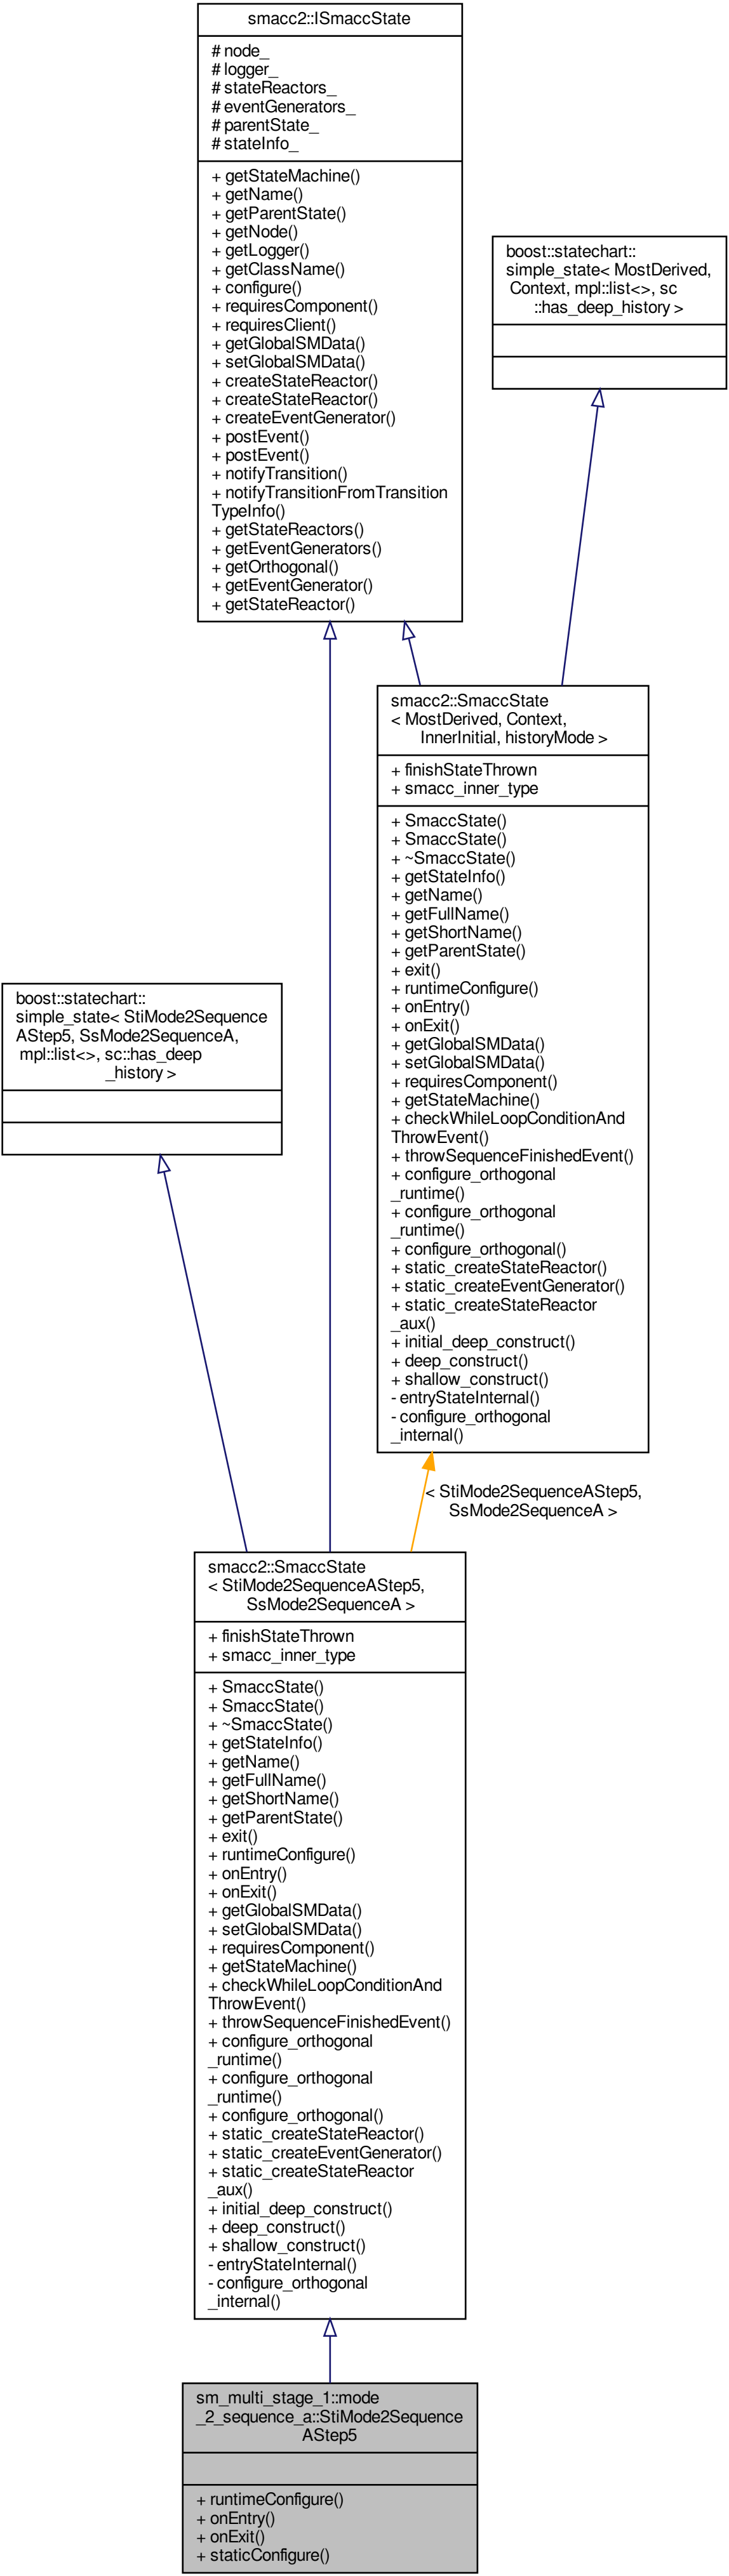 smacc2::ISmaccState
# node_
# logger_
# stateReactors_
# eventGenerators_
# parentState_
# stateInfo_
+ getStateMachine()
+ getName()
+ getParentState()
+ getNode()
+ getLogger()
+ getClassName()
+ configure()
+ requiresComponent()
+ requiresClient()
+ getGlobalSMData()
+ setGlobalSMData()
+ createStateReactor()
+ createStateReactor()
+ createEventGenerator()
+ postEvent()
+ postEvent()
+ notifyTransition()
+ notifyTransitionFromTransition
TypeInfo()
+ getStateReactors()
+ getEventGenerators()
+ getOrthogonal()
+ getEventGenerator()
+ getStateReactor()
boost::statechart::
simple_state< MostDerived,
Context, mpl::list<>, sc
::has_deep_history >
smacc2::SmaccState
< MostDerived, Context,
InnerInitial, historyMode >
+ finishStateThrown
+ smacc_inner_type
+ SmaccState()
+ SmaccState()
+ ~SmaccState()
+ getStateInfo()
+ getName()
+ getFullName()
+ getShortName()
+ getParentState()
+ exit()
+ runtimeConfigure()
+ onEntry()
+ onExit()
+ getGlobalSMData()
+ setGlobalSMData()
+ requiresComponent()
+ getStateMachine()
+ checkWhileLoopConditionAnd
ThrowEvent()
+ throwSequenceFinishedEvent()
+ configure_orthogonal
_runtime()
+ configure_orthogonal
_runtime()
+ configure_orthogonal()
+ static_createStateReactor()
+ static_createEventGenerator()
+ static_createStateReactor
_aux()
+ initial_deep_construct()
+ deep_construct()
+ shallow_construct()
- entryStateInternal()
- configure_orthogonal
_internal()
boost::statechart::
simple_state< StiMode2Sequence
AStep5, SsMode2SequenceA,
mpl::list<>, sc::has_deep
_history >
< StiMode2SequenceAStep5,
SsMode2SequenceA >
smacc2::SmaccState
< StiMode2SequenceAStep5,
SsMode2SequenceA >
+ finishStateThrown
+ smacc_inner_type
+ SmaccState()
+ SmaccState()
+ ~SmaccState()
+ getStateInfo()
+ getName()
+ getFullName()
+ getShortName()
+ getParentState()
+ exit()
+ runtimeConfigure()
+ onEntry()
+ onExit()
+ getGlobalSMData()
+ setGlobalSMData()
+ requiresComponent()
+ getStateMachine()
+ checkWhileLoopConditionAnd
ThrowEvent()
+ throwSequenceFinishedEvent()
+ configure_orthogonal
_runtime()
+ configure_orthogonal
_runtime()
+ configure_orthogonal()
+ static_createStateReactor()
+ static_createEventGenerator()
+ static_createStateReactor
_aux()
+ initial_deep_construct()
+ deep_construct()
+ shallow_construct()
- entryStateInternal()
- configure_orthogonal
_internal()
sm_multi_stage_1::mode
_2_sequence_a::StiMode2Sequence
AStep5
+ runtimeConfigure()
+ onEntry()
+ onExit()
+ staticConfigure()